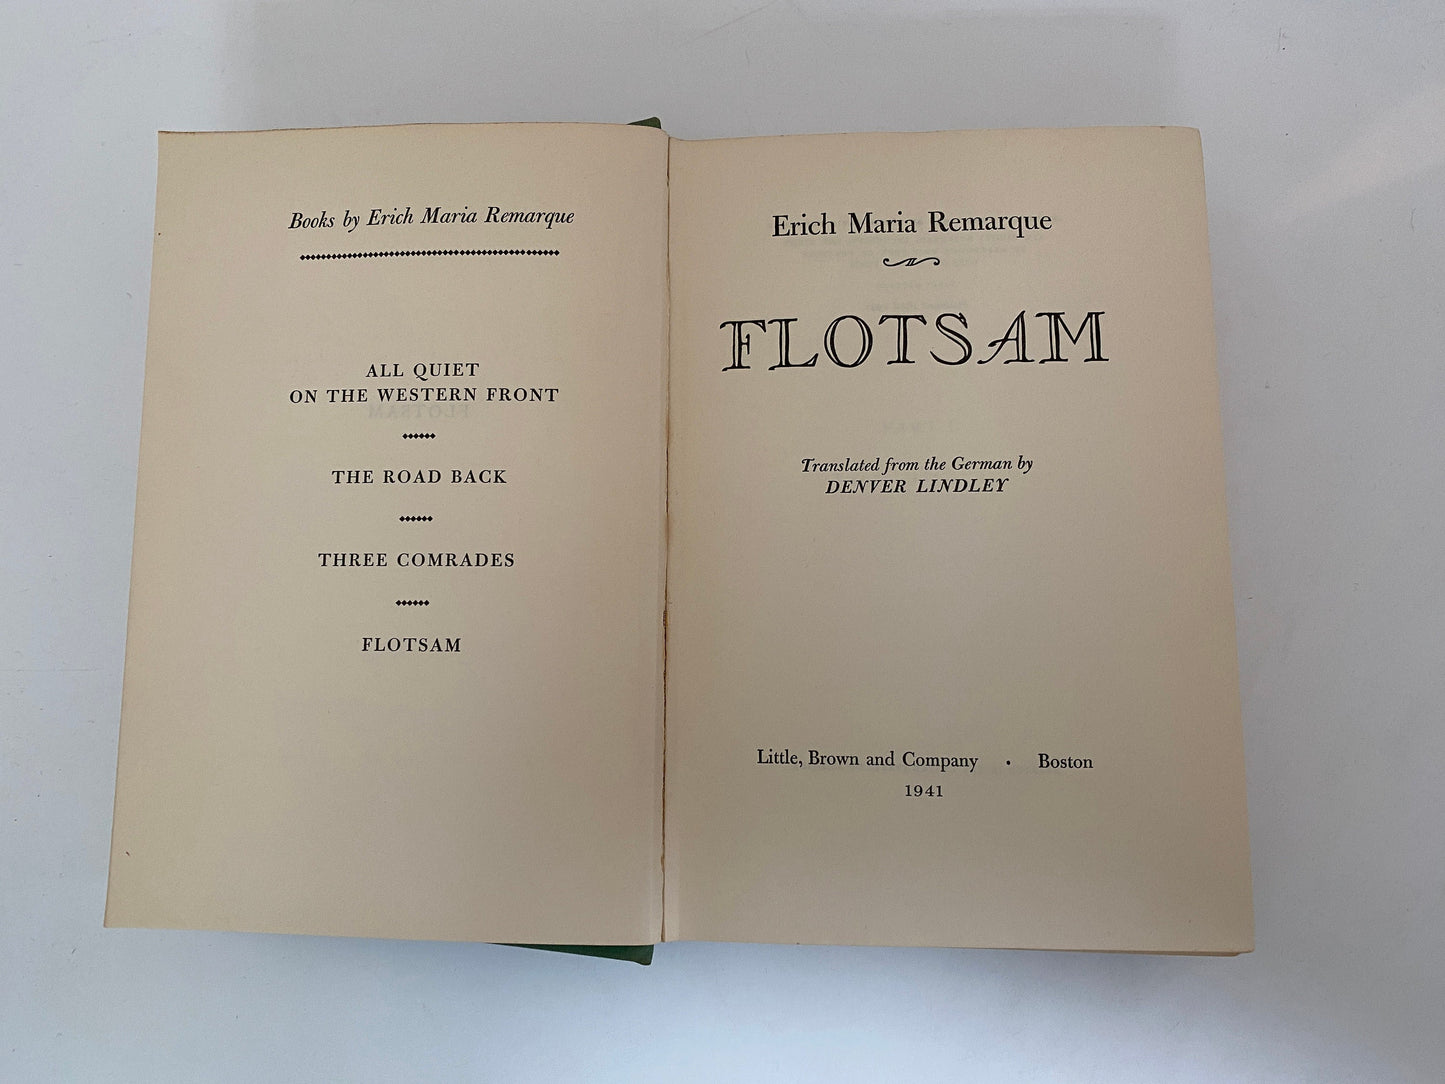 Books by Erich Maria Remarque
ALL QUIET
ON THE WESTERN FRONT
THE ROAD BACK
THREE COMRADES
FLOTSAM
Erich Maria Remarque
FLOTSAM
Translated from the German by
DENVER LINDLEY
Little, Brown and Company · Boston
1941